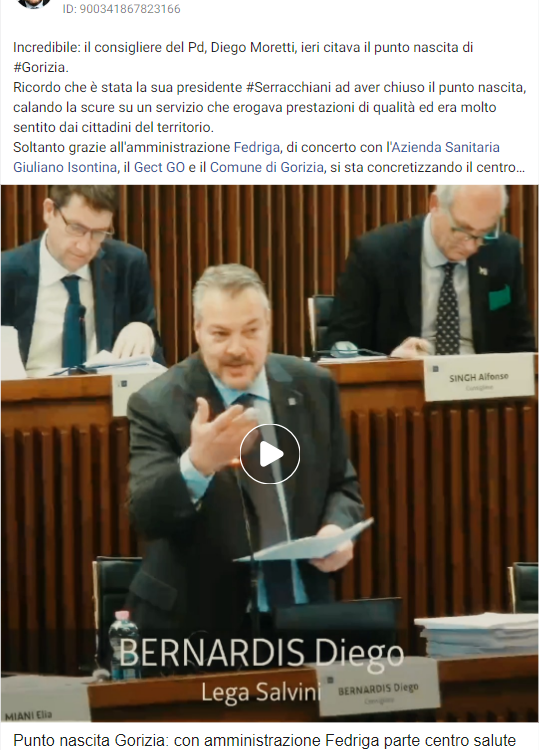 ID: 900341867823166
Incredibile: il consigliere del Pd, Diego Moretti, ieri citava il punto nascita di
#Gorizia.
Ricordo che è stata la sua presidente #Serracchiani ad aver chiuso il punto nascita,
calando la scure su un servizio che erogava prestazioni di qualità ed era molto
sentito dai cittadini del territorio.
Soltanto grazie all'amministrazione Fedriga, di concerto con l'Azienda Sanitaria
Giuliano Isontina, il Gect GO e il Comune di Gorizia, si sta concretizzando il centro...
SINGH Alfonso
Consigliere
BERNARDIS Diego
Lega Salvini
BERNARDIS Diego
Consigliere
MIANI Elia
Punto nascita Gorizia: con amministrazione Fedriga parte centro salute